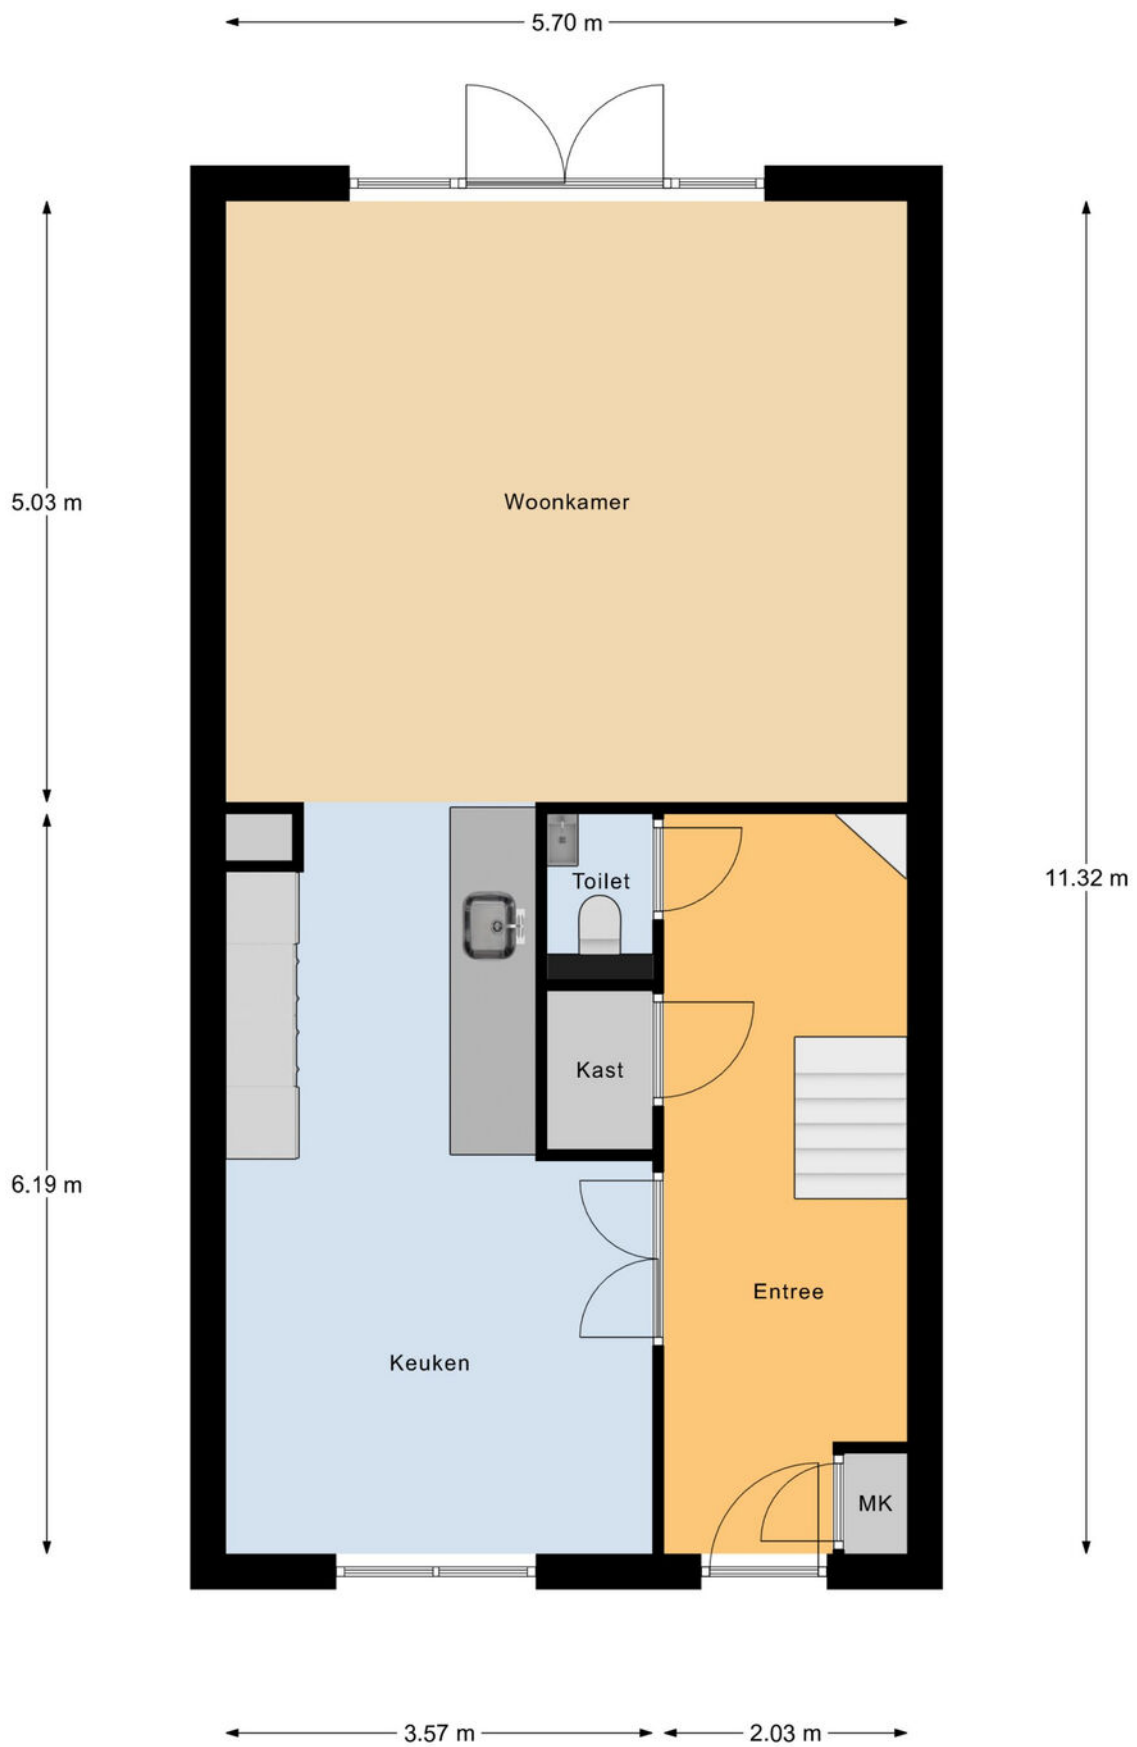 5.70 m
5.03 m
Woonkamer
11.32 m
Toilet
Kast
6.19 m
Entree
Keuken
MK
3.57 m
2.03 m